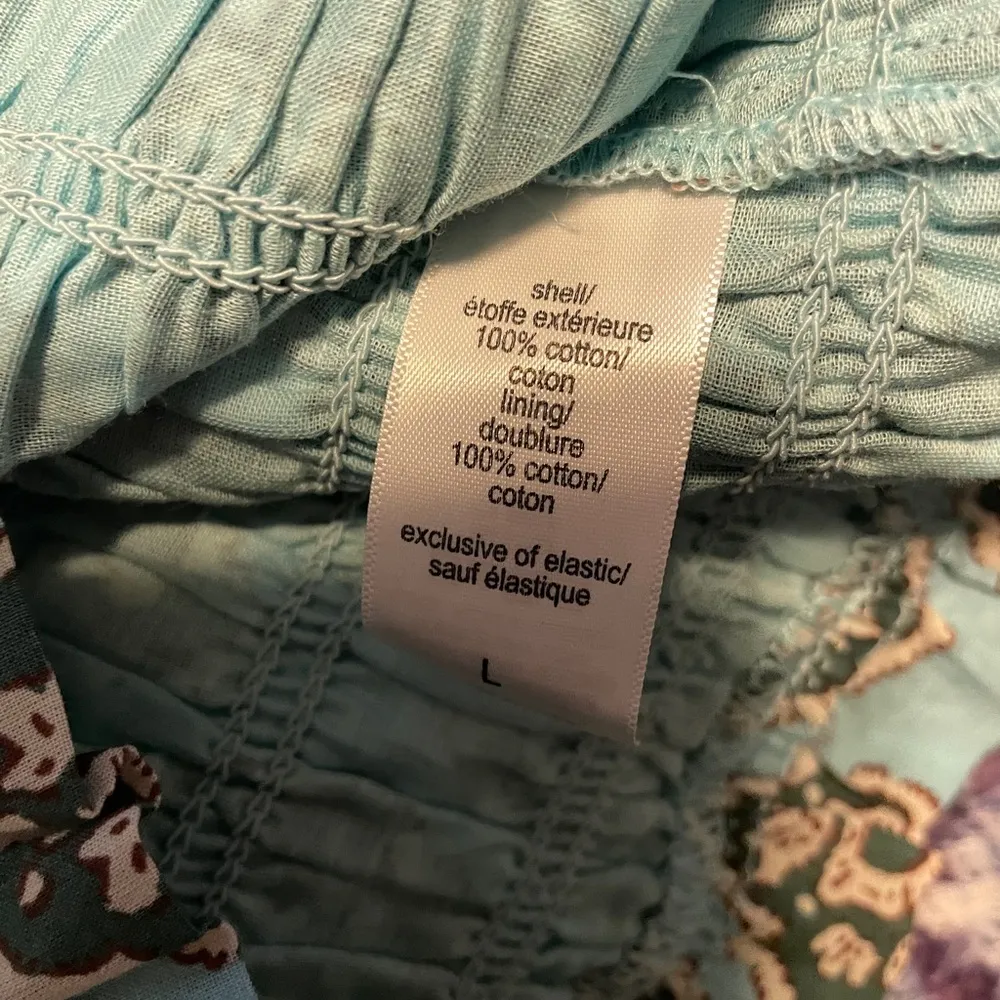 shell/
étoffe extérieure
100% cotton/
coton
lining/
doublure
100% cotton/
coton
exclusive of elastic/
sauf élastique
L